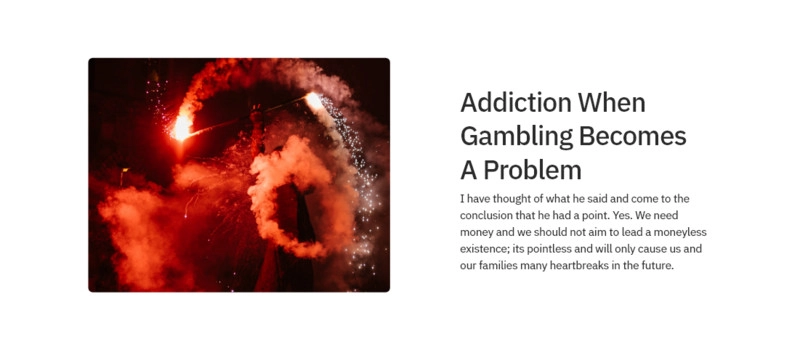 Addiction When
Gambling Becomes
A Problem
I have thought of what he said and come to the
conclusion that he had a point. Yes. We need
money and we should not aim to lead a moneyless
existence; its pointless and will only cause us and
our families many heartbreaks in the future.